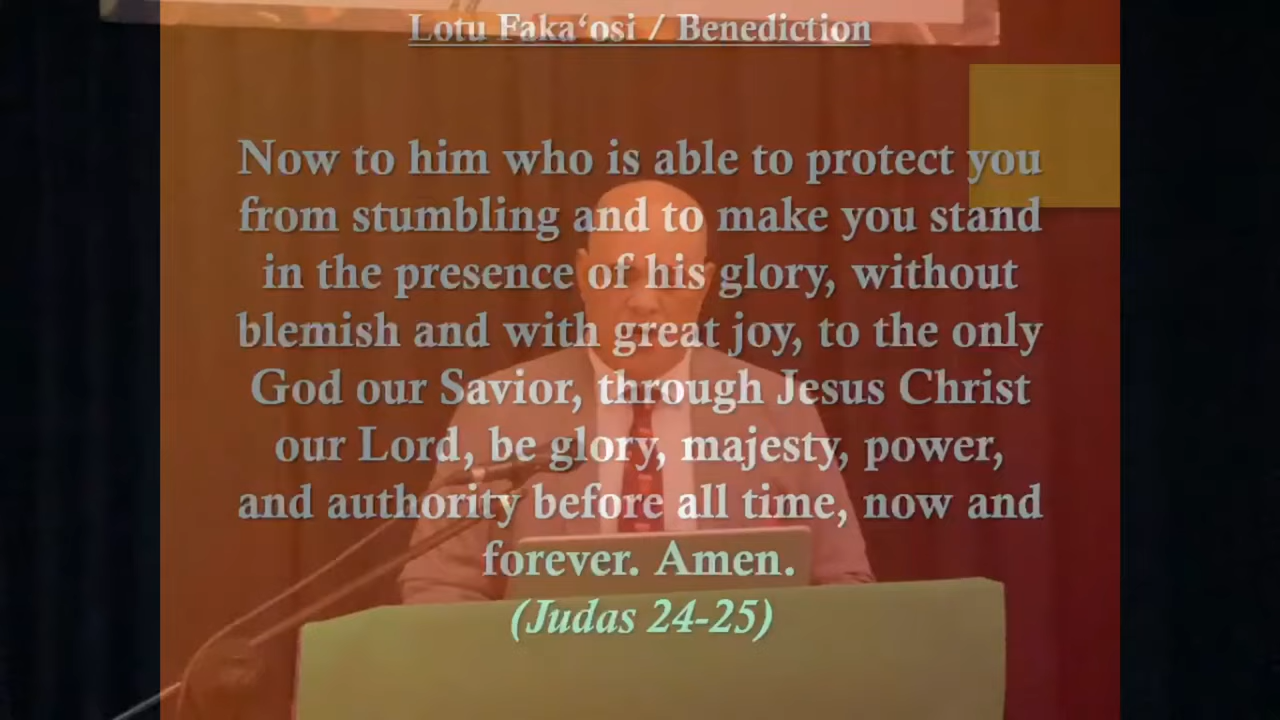 Lotu Fakaʻosi / Benediction
Now to him who is able to protect you
from stumbling and to make you stand
in the presence of his glory, without
blemish and with great joy, to the only
God our Savior, through Jesus Christ
our Lord, be glory, majesty, power,
and authority before all time, now and
forever. Amen.
(Judas 24-25)